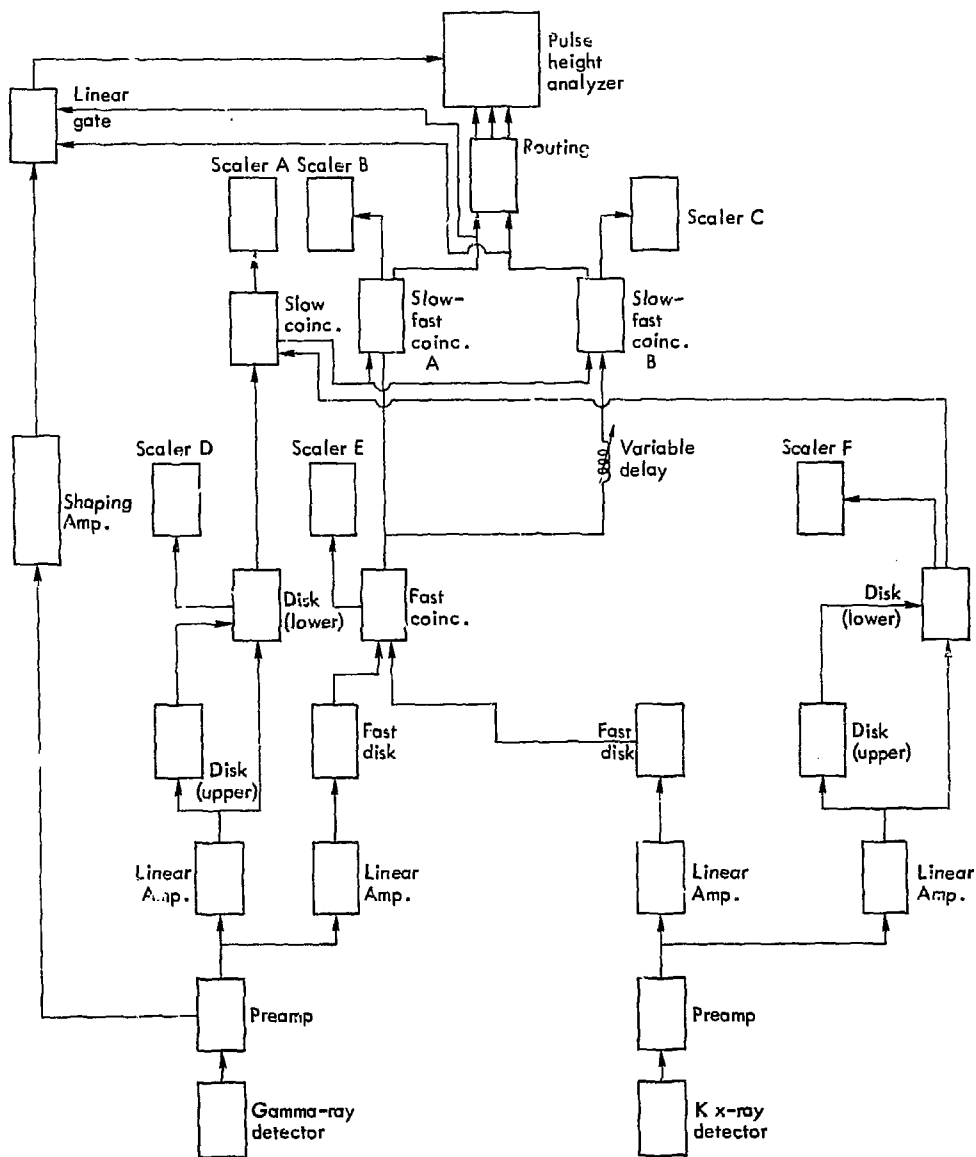 Pulse
height
analyzer
Linear
gate
Routing
Scaler A Scaler B
Scaler C
Slow
coinc.
Slow-
fast
coinc.
A
Slow-
fast
coinc.
B
Scaler D
Scaler E
Variable
delay
Scaler F
Shaping
Amp.
Disk
(lower)
Fast
coinc.
Disk
(lower)
Fast
disk
Fast
disk
Disk
(upper)
Disk
(upper)
Linear
Amp.
Linear
Amp.
Linear
Amp.
Linear
Amp.
Preamp
Preamp
Gamma-ray
detector
K x-ray
detector